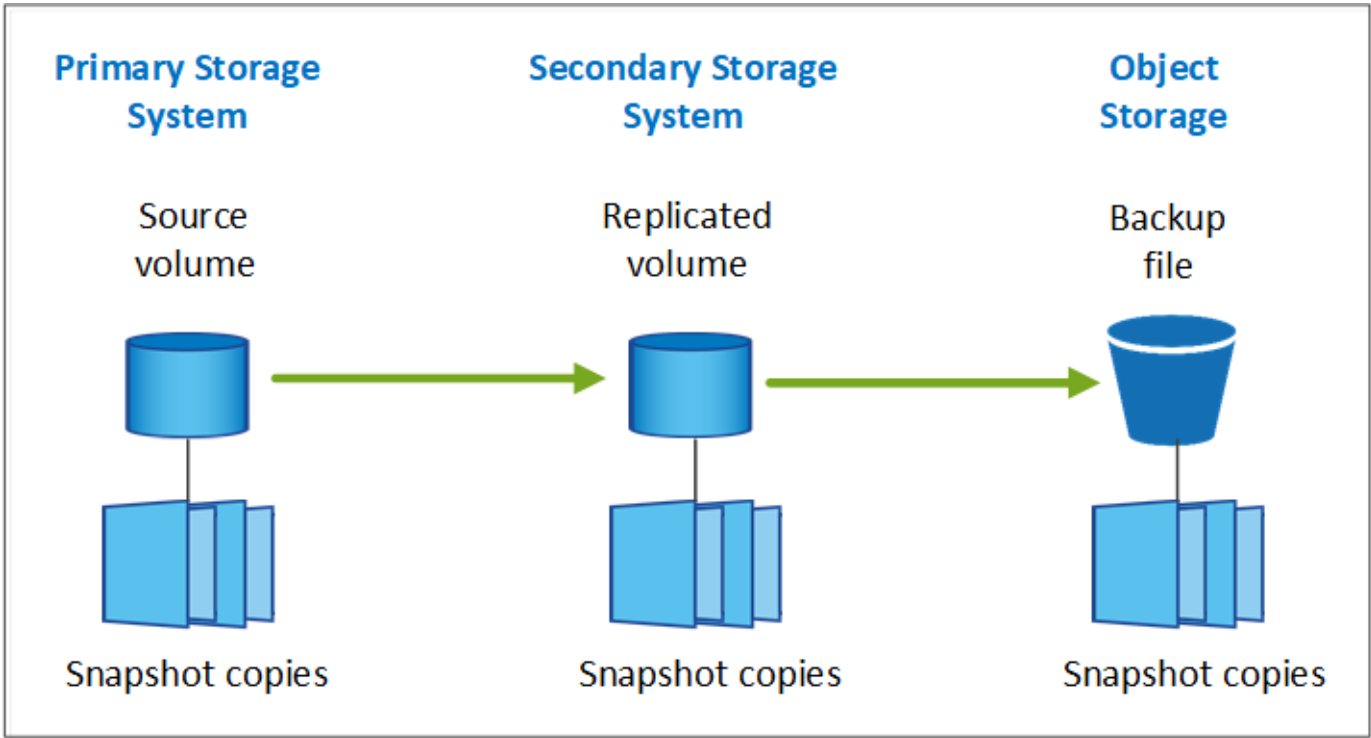 Primary Storage
System
Secondary Storage
System
Object
Storage
Source
volume
Replicated
volume
Backup
file
Snapshot copies
Snapshot copies
Snapshot copies